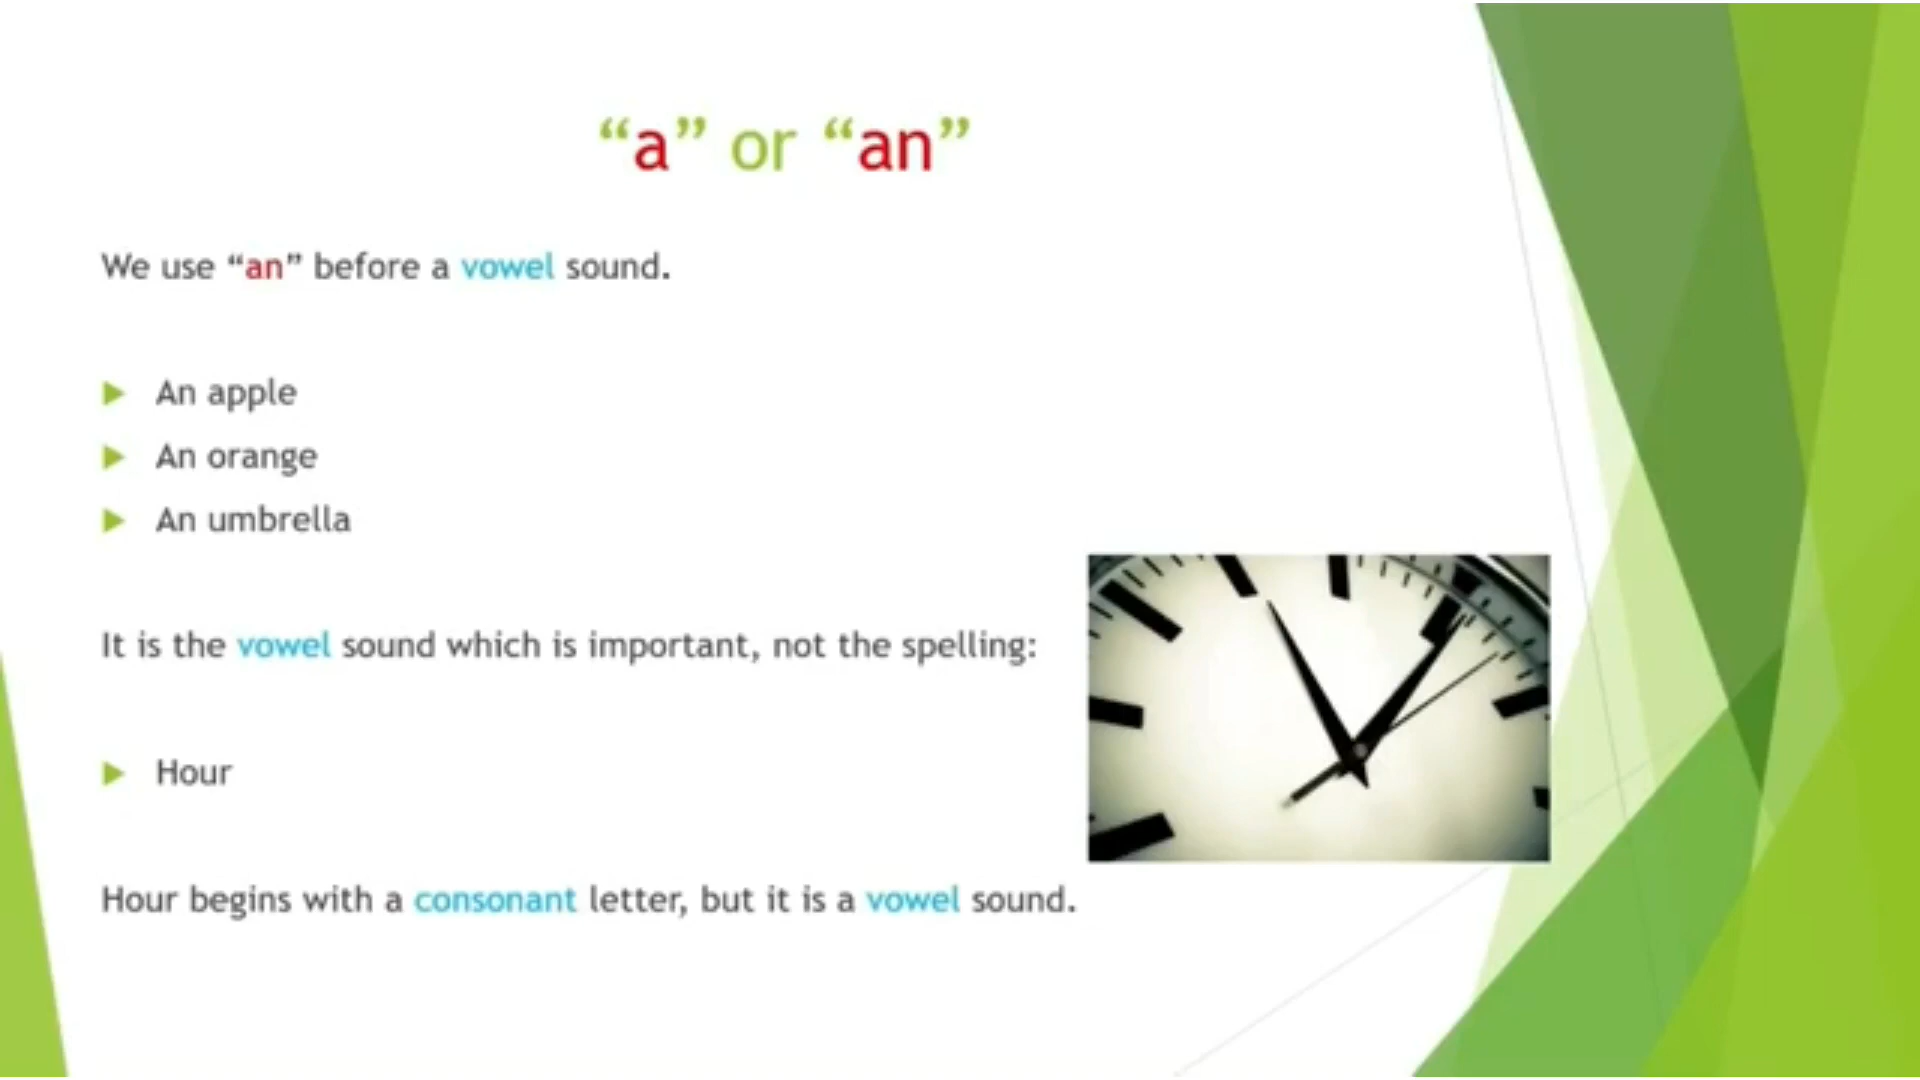 “a” or “an”
We use “an” before a vowel sound.
An apple
An orange
An umbrella
It is the vowel sound which is important, not the spelling:
Hour
Hour begins with a consonant letter, but it is a vowel sound.